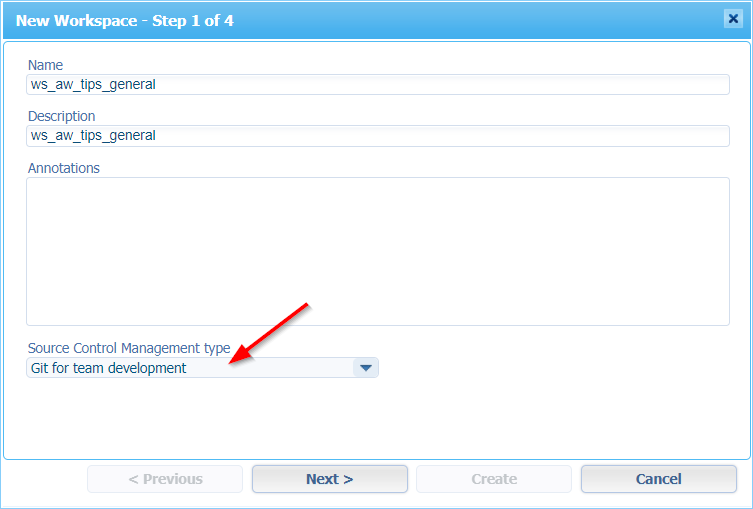 New Workspace - Step 1 of 4
Name
ws_aw_tips_general
Description
ws_aw_tips_general
Annotations
Source Control Management type
Git for team development
< Previous
Next >
Create
Cancel